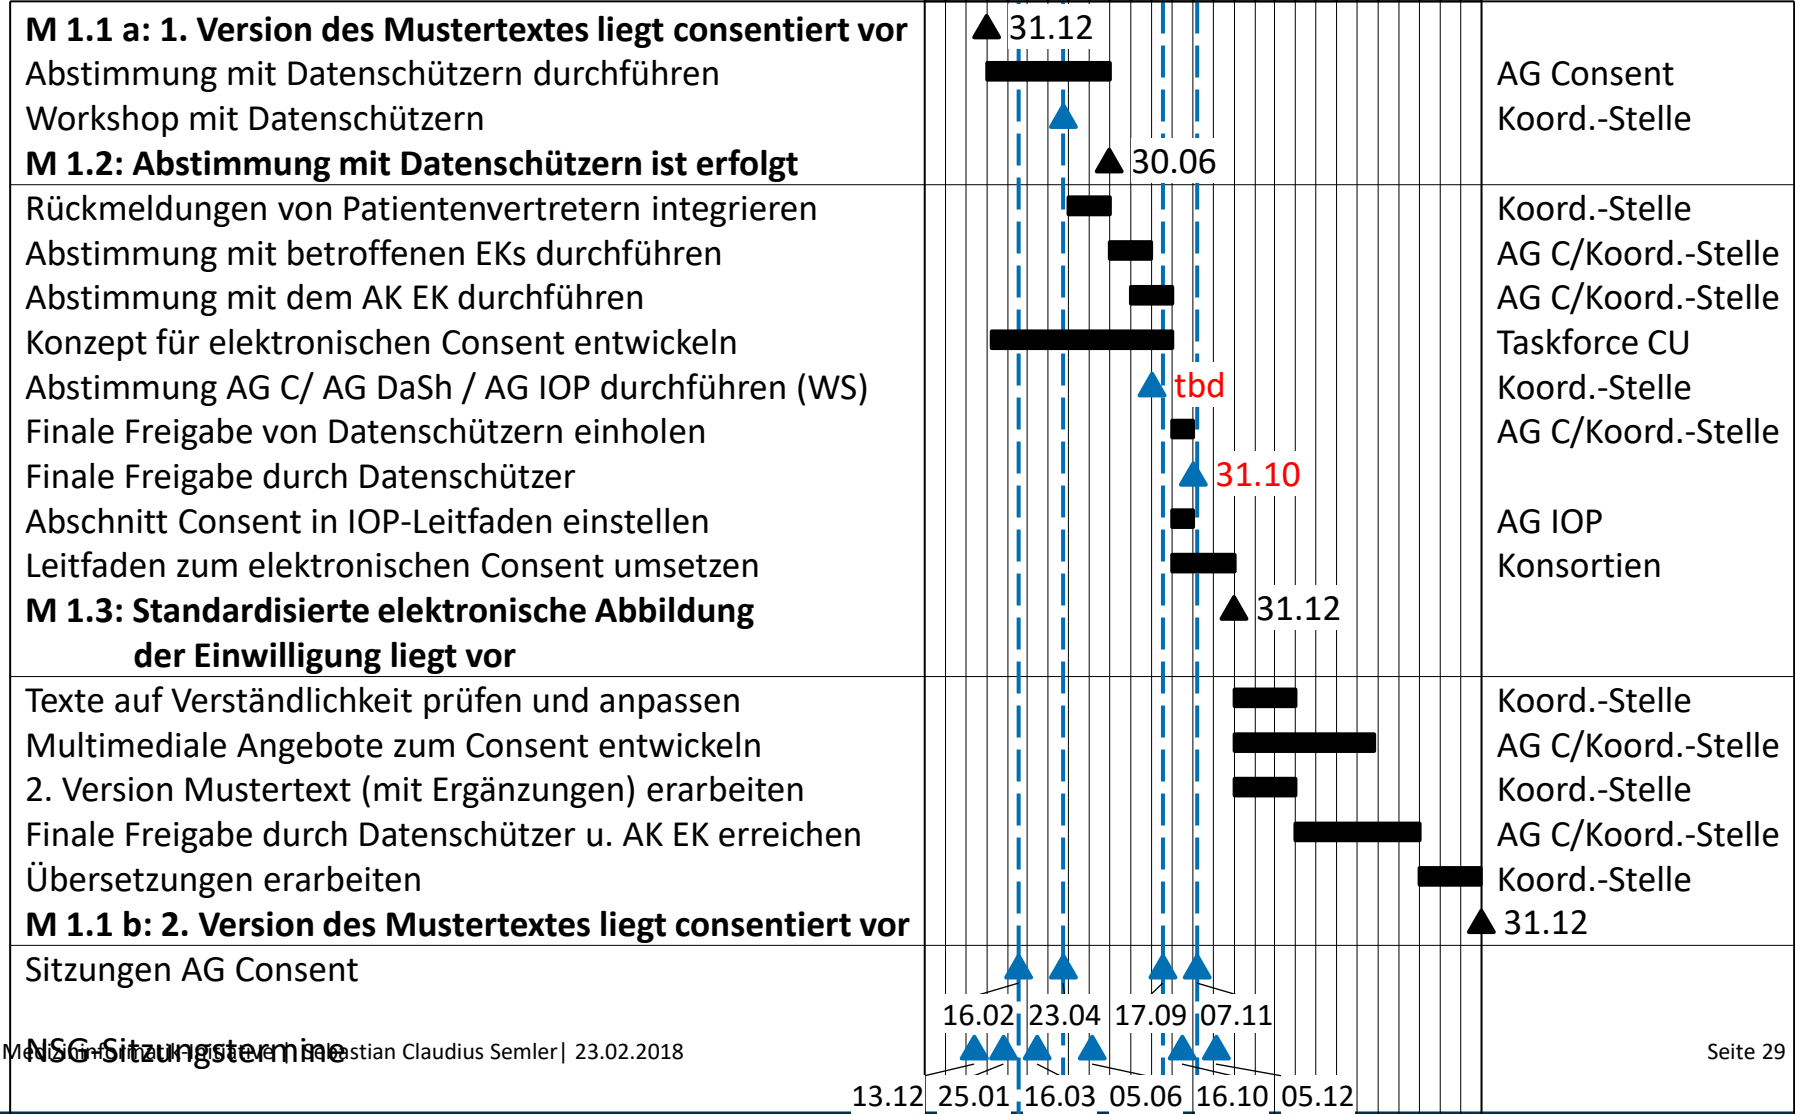 M 1.1 a: 1. Version des Mustertextes liegt consentiert vor 31.12
Abstimmung mit Datenschützern durchführen AG Consent
Workshop mit Datenschützern Koord.-Stelle
M 1.2: Abstimmung mit Datenschützern ist erfolgt 30.06
Rückmeldungen von Patientenvertretern integrieren Koord.-Stelle
Abstimmung mit betroffenen EKs durchführen AG C/Koord.-Stelle
Abstimmung mit dem AK EK durchführen AG C/Koord.-Stelle
Konzept für elektronischen Consent entwickeln Taskforce CU
Abstimmung AG C/ AG DaSh / AG IOP durchführen (WS) tbd Koord.-Stelle
Finale Freigabe von Datenschützern einholen AG C/Koord.-Stelle
Finale Freigabe durch Datenschützer 31.10
Abschnitt Consent in IOP-Leitfaden einstellen AG IOP
Leitfaden zum elektronischen Consent umsetzen Konsortien
M 1.3: Standardisierte elektronische Abbildung 31.12
der Einwilligung liegt vor
Texte auf Verständlichkeit prüfen und anpassen Koord.-Stelle
Multimediale Angebote zum Consent entwickeln AG C/Koord.-Stelle
2. Version Mustertext (mit Ergänzungen) erarbeiten Koord.-Stelle
Finale Freigabe durch Datenschützer u. AK EK erreichen AG C/Koord.-Stelle
Übersetzungen erarbeiten Koord.-Stelle
M 1.1 b: 2. Version des Mustertextes liegt consentiert vor 31.12
Sitzungen AG Consent
16.02 23.04 17.09 07.11
NSG-Sitzungstermine
Medizininformatik-Initiative | Sebastian Claudius Semler| 23.02.2018 Seite 29
13.12 25.01 16.03 05.06 16.10 05.12